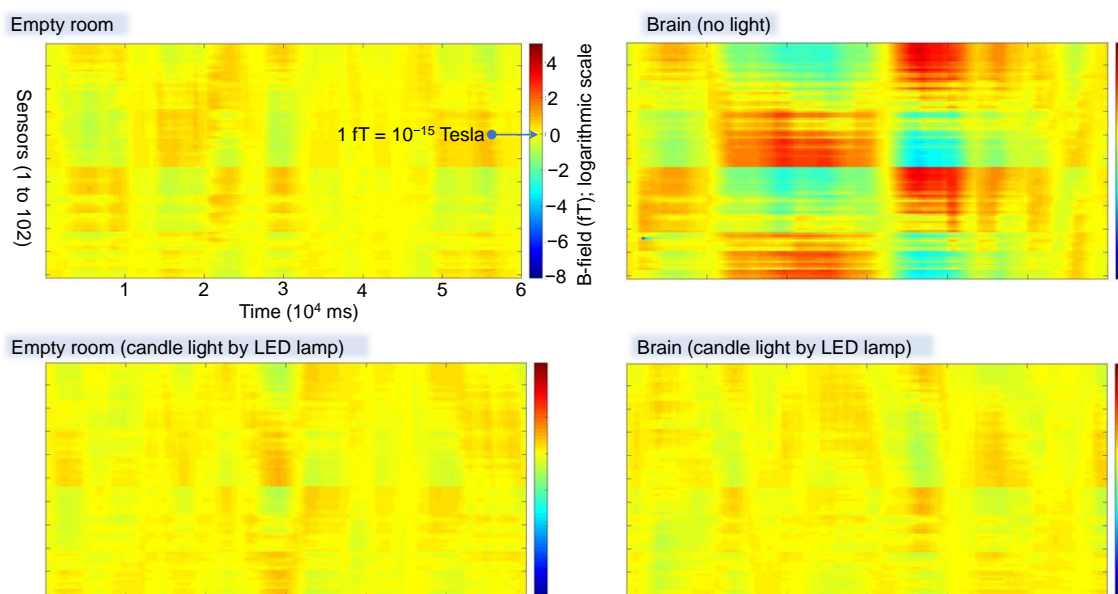 Empty room
Brain (no light)
Sensors (1 to 102)
1 fT = 10⁻¹⁵ Tesla
4
2
0
−2
−4
−6
−8
B-field (fT); logarithmic scale
1 2 3 4 5 6
Time (10⁴ ms)
Empty room (candle light by LED lamp)
Brain (candle light by LED lamp)